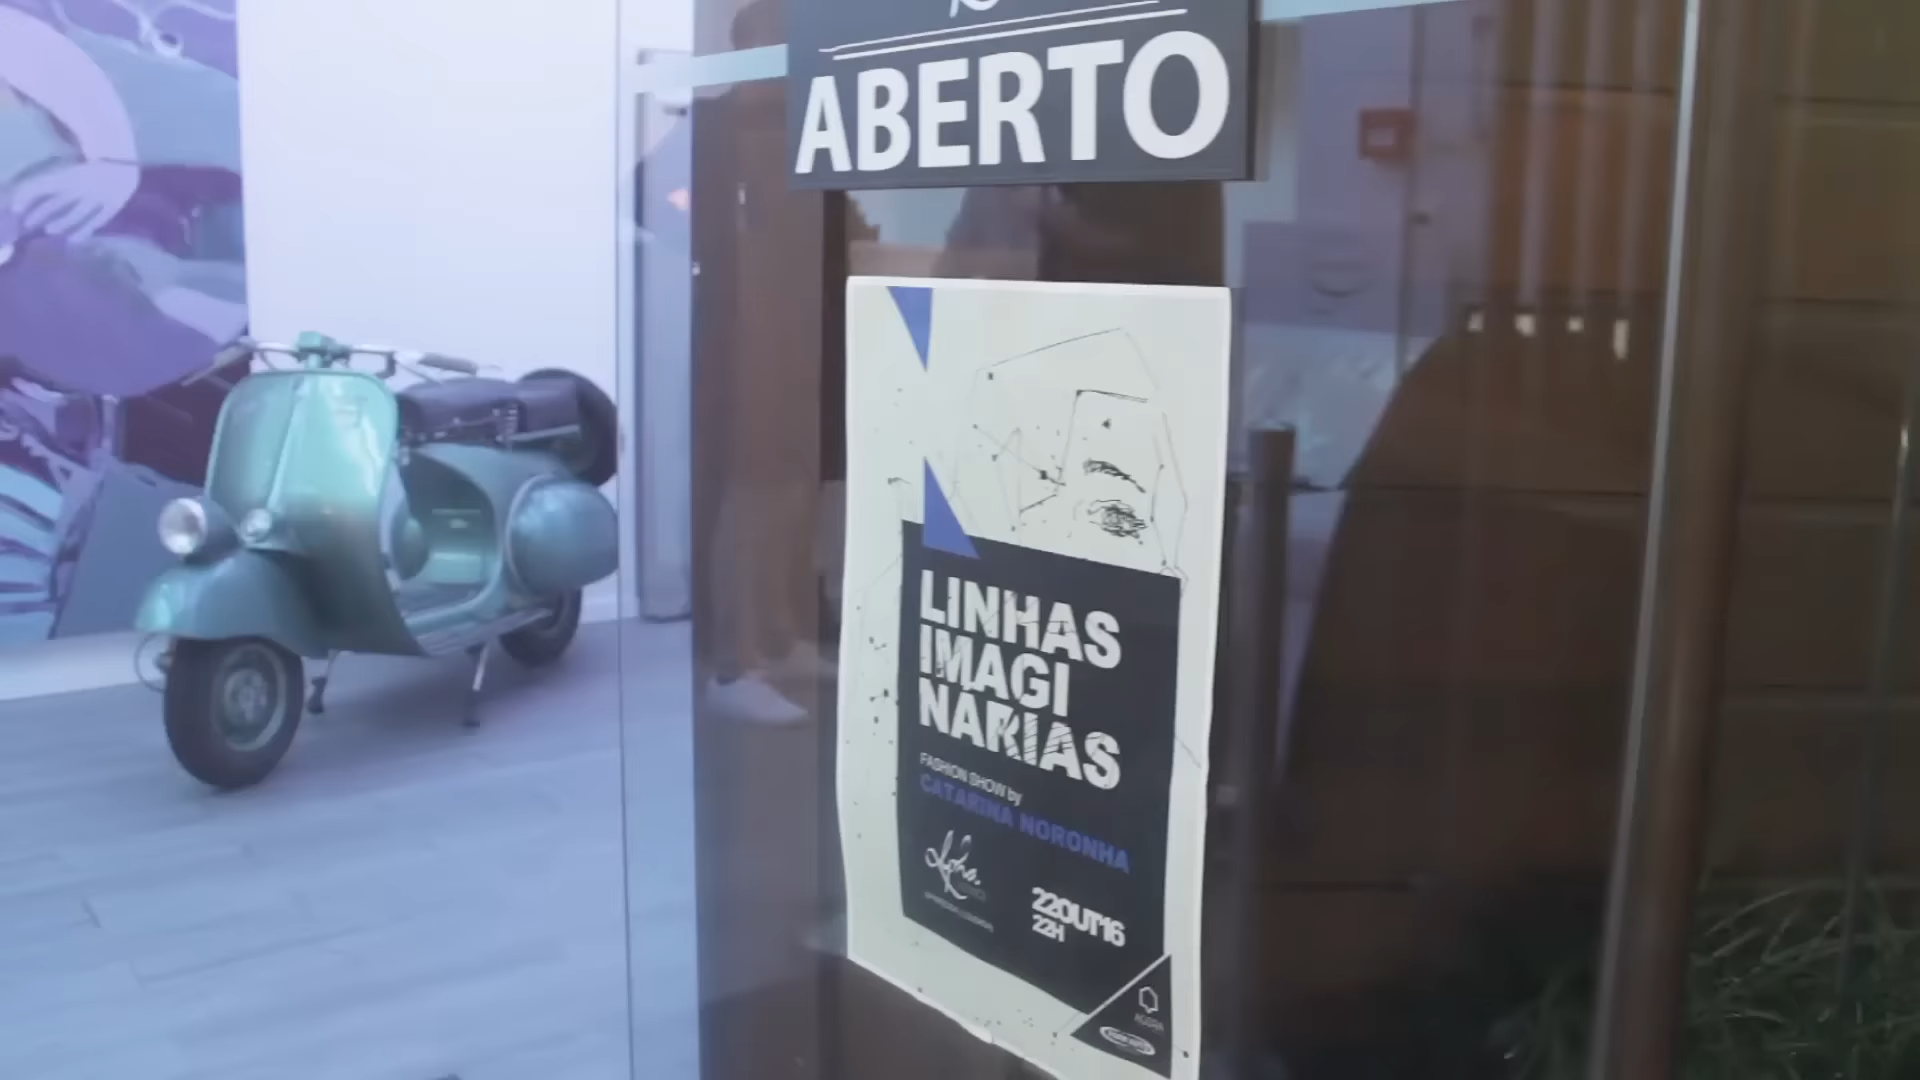 ABERTO
LINHAS
IMAGI
NARIAS
FASHION SHOW by
CATARINA NORONHA
22OUT16
22H